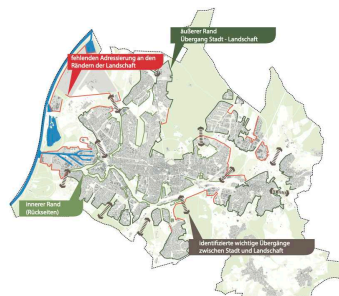 äußerer Rand
Übergang Stadt - Landschaft
fehlenden Adressierung an den
Rändern der Landschaft
innerer Rand
(Rückseiten)
identifizierte wichtige Übergänge
zwischen Stadt und Landschaft